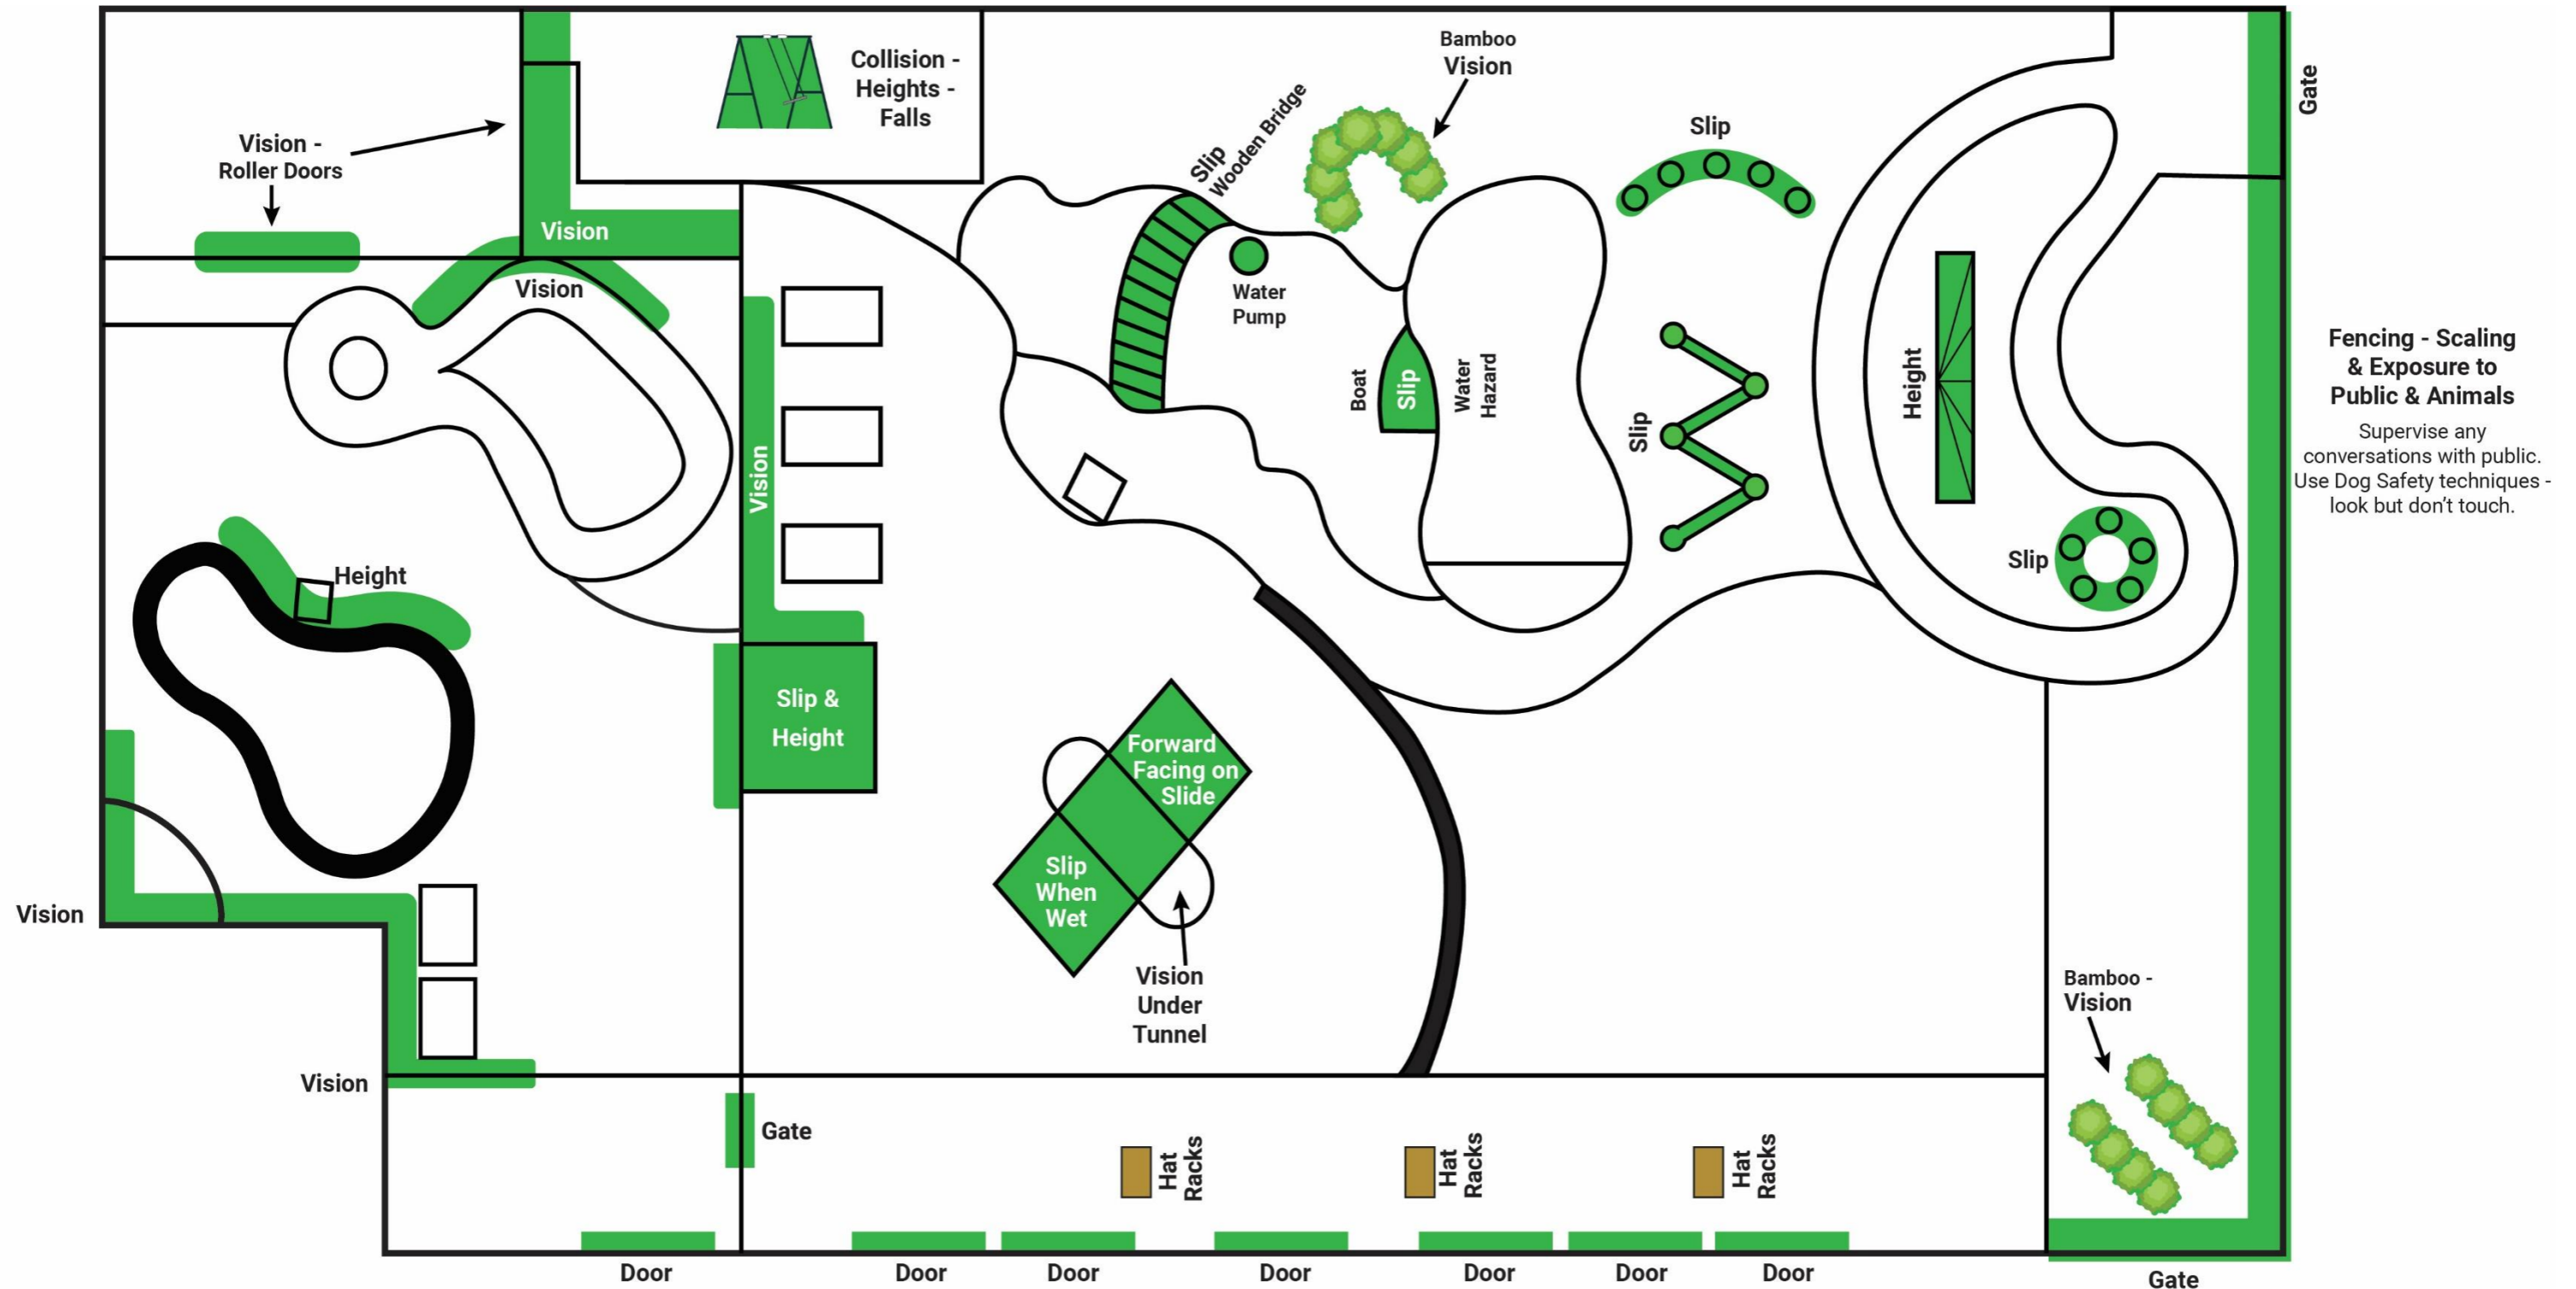 Bamboo
Vision
Collision -
Heights -
Falls
Gate
Slip
Wooden Bridge
Slip
Vision -
Roller Doors
Vision
Vision
Water
Pump
Fencing - Scaling
& Exposure to
Public & Animals
Supervise any
conversations with public.
Use Dog Safety techniques -
look but don't touch.
Boat
Slip
Water
Hazard
Slip
Height
Vision
Slip
Height
Slip &
Height
Forward
Facing on
Slide
Slip
When
Wet
Vision
Vision
Under
Tunnel
Bamboo -
Vision
Vision
Gate
Hat
Racks
Hat
Racks
Hat
Racks
Door
Door
Door
Door
Door
Door
Door
Gate